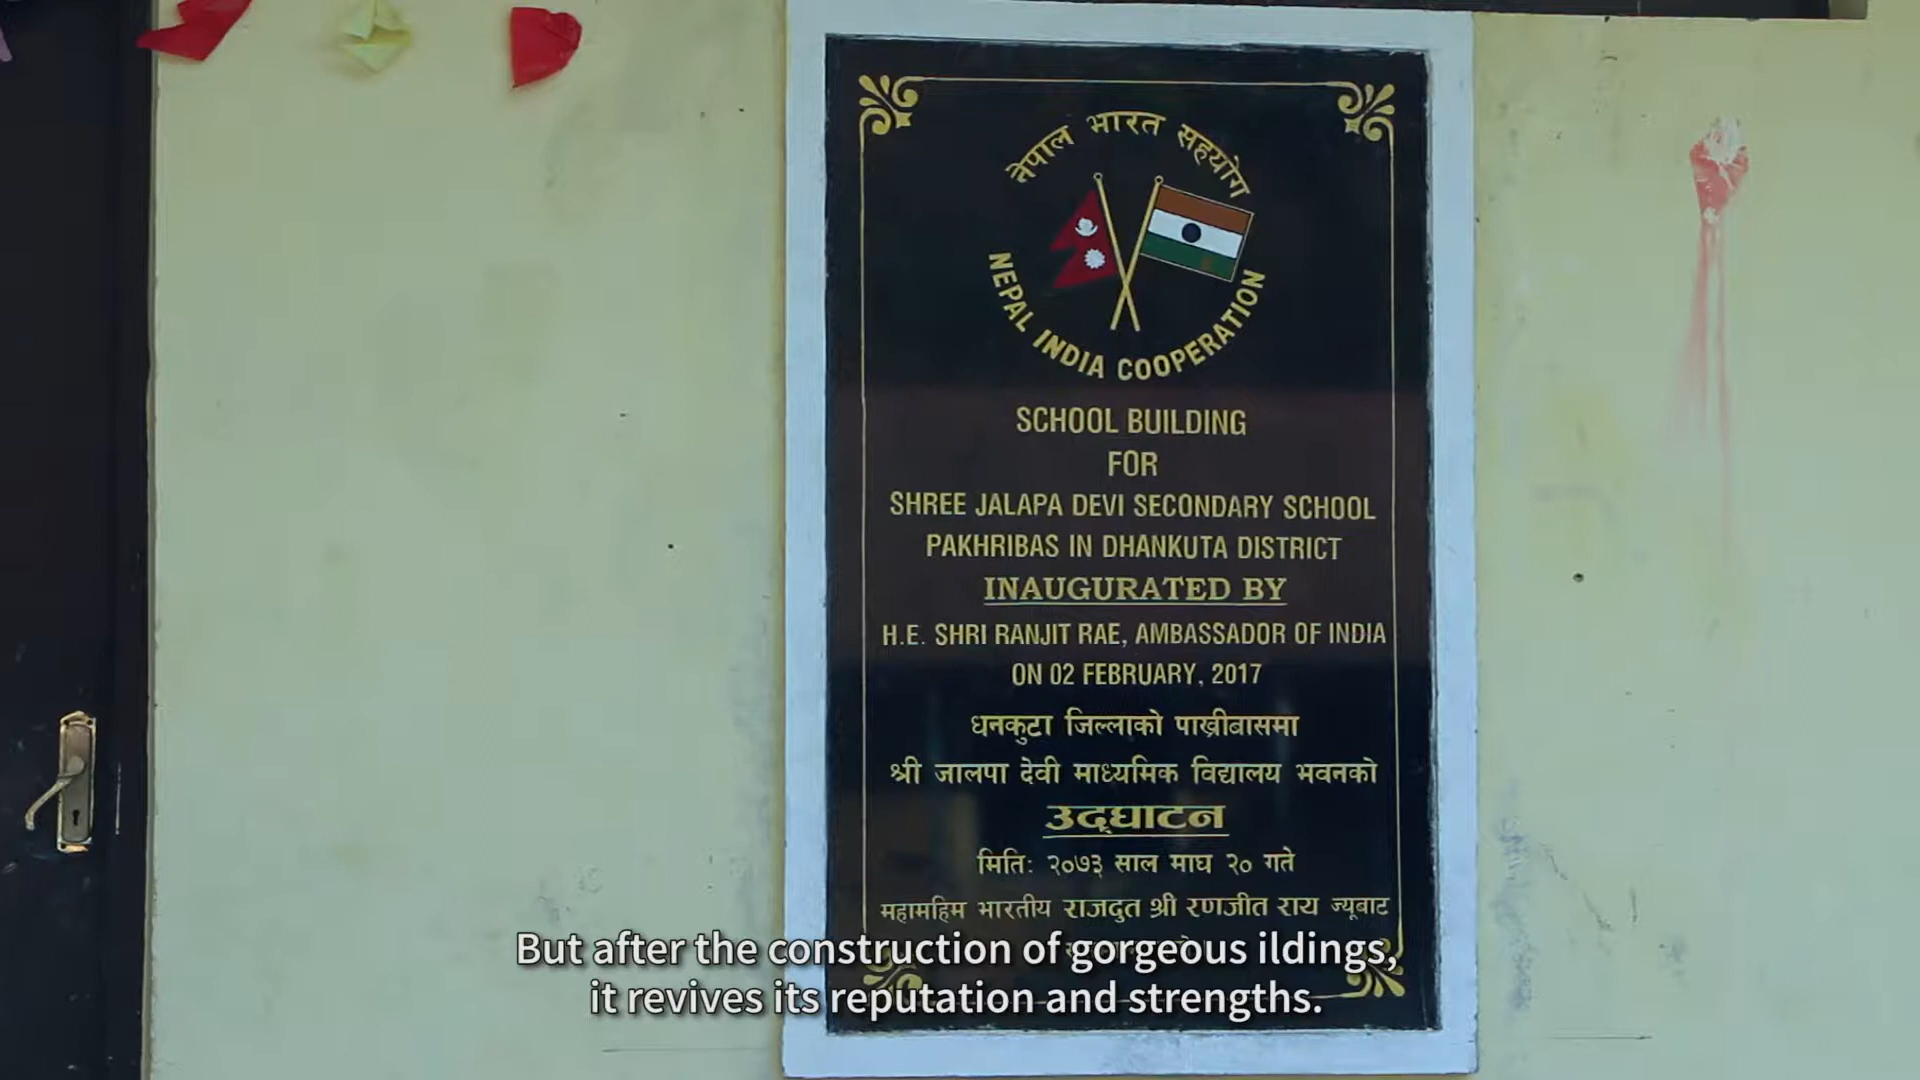 नेपाल भारत सहयोग
NEPAL INDIA COOPERATION
SCHOOL BUILDING
FOR
SHREE JALAPA DEVI SECONDARY SCHOOL
PAKHRIBAS IN DHANKUTA DISTRICT
INAUGURATED BY
H.E. SHRI RANJIT RAE, AMBASSADOR OF INDIA
ON 02 FEBRUARY, 2017
धनकुटा जिल्लाको पाख्रीबासमा
श्री जालपा देवी माध्यमिक विद्यालय भवनको
उद्घाटन
मितिः २०७३ साल माघ २० गते
महामहिम भारतीय राजदुत श्री रणजीत राय ज्यूबाट
But after the construction of gorgeous ildings,
it revives its reputation and strengths.